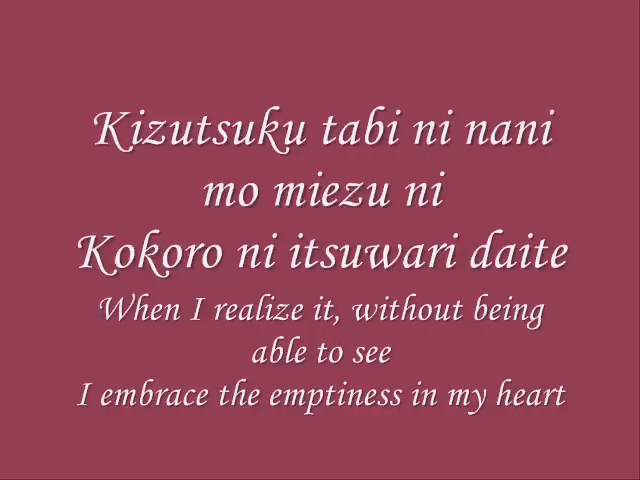 Kizutsuku tabi ni nani
mo miezu ni
Kokoro ni itsuwari daite
When I realize it, without being
able to see
I embrace the emptiness in my heart